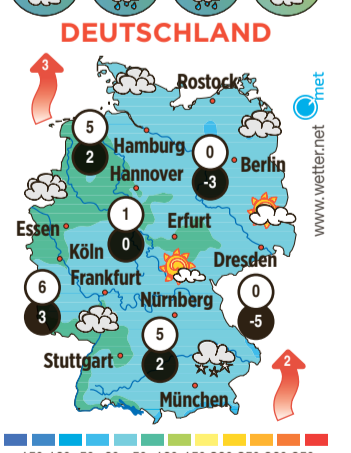 DEUTSCHLAND
3
Rostock
met
www.wetter.net
5
2
Hamburg
0
-3
Berlin
Hannover
1
0
Essen
Erfurt
Köln
Dresden
Frankfurt
6
3
Nürnberg
0
-5
5
2
Stuttgart
2
München